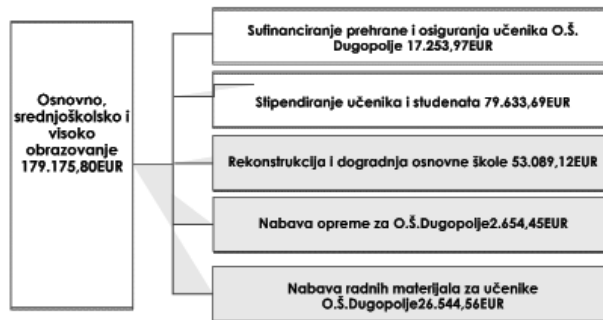 Osnovno,
srednjoškolsko i
visoko
obrazovanje
179.175,80EUR
Sufinanciranje prehrane i osiguranja učenika O.Š.
Dugopolje 17.253,97EUR
Stipendiranje učenika i studenata 79.633,69EUR
Rekonstrukcija i dogradnja osnovne škole 53.089,12EUR
Nabava opreme za O.Š.Dugopolje2.654,45EUR
Nabava radnih materijala za učenike
O.Š.Dugopolje26.544,56EUR